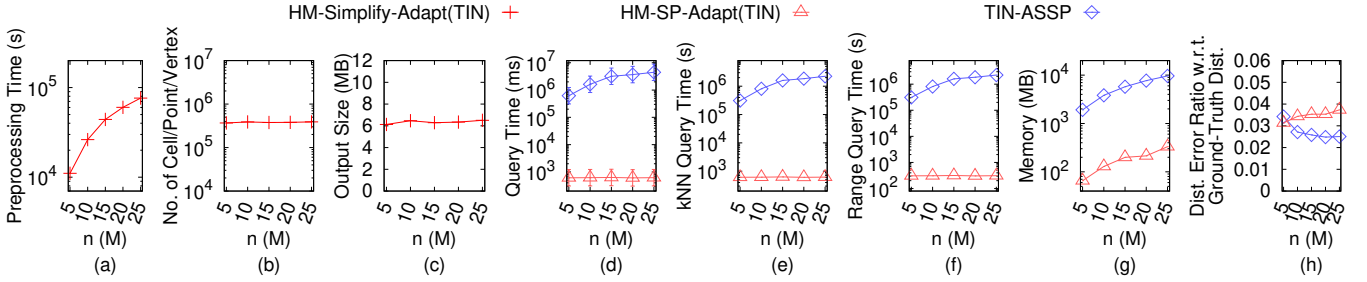 HM-Simplify-Adapt(TIN) HM-SP-Adapt(TIN) TIN-ASSP
Preprocessing Time (s)
10^5
10^4
5 10 15 20 25
n (M)
(a)
No. of Cell/Point/Vertex
10^7
10^6
10^5
10^4
5 10 15 20 25
n (M)
(b)
Output Size (MB)
12
10
8
6
4
2
0
5 10 15 20 25
n (M)
(c)
Query Time (ms)
10^7
10^6
10^5
10^4
10^3
5 10 15 20 25
n (M)
(d)
kNN Query Time (s)
10^6
10^5
10^4
10^3
5 10 15 20 25
n (M)
(e)
Range Query Time (s)
10^6
10^5
10^4
10^3
10^2
5 10 15 20 25
n (M)
(f)
Memory (MB)
10^4
10^3
10^2
5 10 15 20 25
n (M)
(g)
Dist. Error Ratio w.r.t.
Ground-Truth Dist.
0.06
0.05
0.04
0.03
0.02
0.01
0
5 10 15 20 25
n (M)
(h)